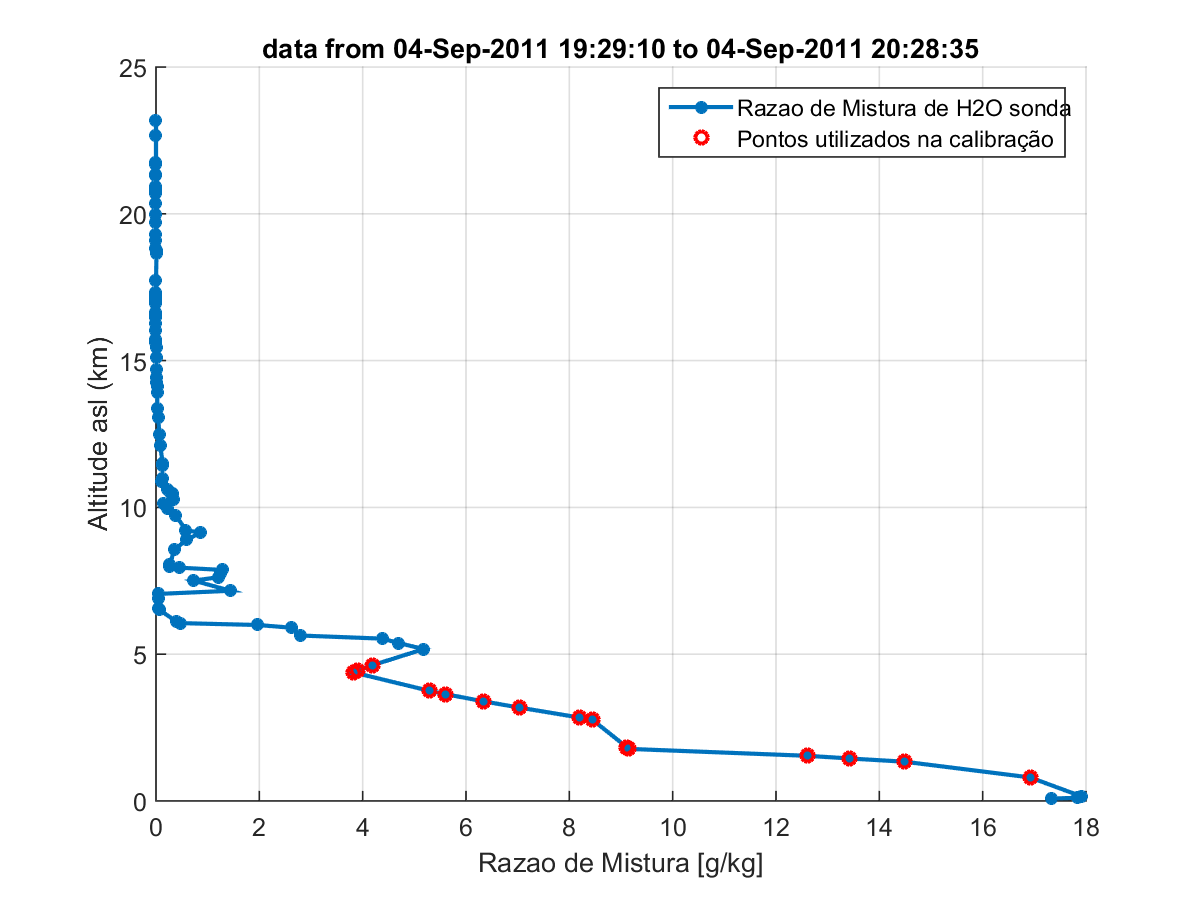 data from 04-Sep-2011 19:29:10 to 04-Sep-2011 20:28:35
Razao de Mistura de H2O sonda
Pontos utilizados na calibração
25
20
15
10
5
0
Altitude asl (km)
0 2 4 6 8 10 12 14 16 18
Razao de Mistura [g/kg]